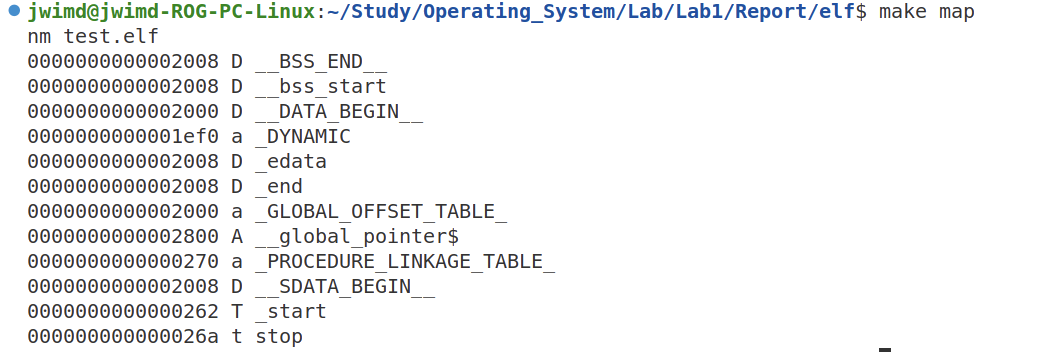 jwimd@jwimd-ROG-PC-Linux:~/Study/Operating_System/Lab/Lab1/Report/elf$ make map
nm test.elf
0000000000002008 D __BSS_END__
0000000000002008 D __bss_start
0000000000002000 D __DATA_BEGIN__
0000000000001ef0 a _DYNAMIC
0000000000002008 D _edata
0000000000002008 D _end
0000000000002000 a _GLOBAL_OFFSET_TABLE_
0000000000002800 A __global_pointer$
0000000000000270 a _PROCEDURE_LINKAGE_TABLE_
0000000000002008 D __SDATA_BEGIN__
0000000000000262 T _start
000000000000026a t stop